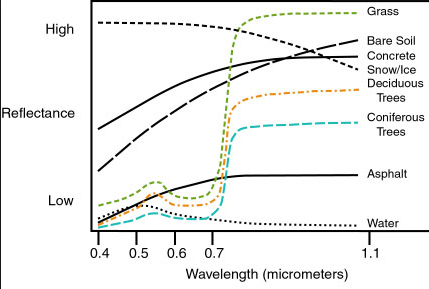 Grass
High
Bare Soil
Concrete
Snow/Ice
Deciduous
Trees
Reflectance
Coniferous
Trees
Asphalt
Low
Water
0.4 0.5 0.6 0.7 1.1
Wavelength (micrometers)